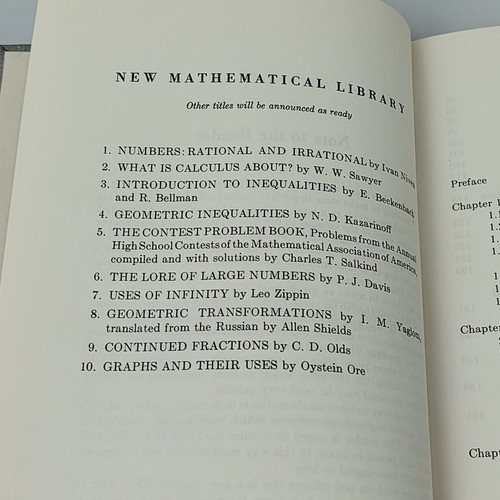 NEW MATHEMATICAL LIBRARY
Other titles will be announced as ready
1. NUMBERS: RATIONAL AND IRRATIONAL by Ivan Niven
2. WHAT IS CALCULUS ABOUT? by W. W. Sawyer
3. INTRODUCTION TO INEQUALITIES by E. Beckenbach
and R. Bellman
4. GEOMETRIC INEQUALITIES by N. D. Kazarinoff
5. THE CONTEST PROBLEM BOOK, Problems from the Annual
High School Contests of the Mathematical Association of America,
compiled and with solutions by Charles T. Salkind
6. THE LORE OF LARGE NUMBERS by P. J. Davis
7. USES OF INFINITY by Leo Zippin
8. GEOMETRIC TRANSFORMATIONS by I. M. Yaglom,
translated from the Russian by Allen Shields
9. CONTINUED FRACTIONS by C. D. Olds
10. GRAPHS AND THEIR USES by Oystein Ore
Preface
Chapter 1
Chapter
Chapt